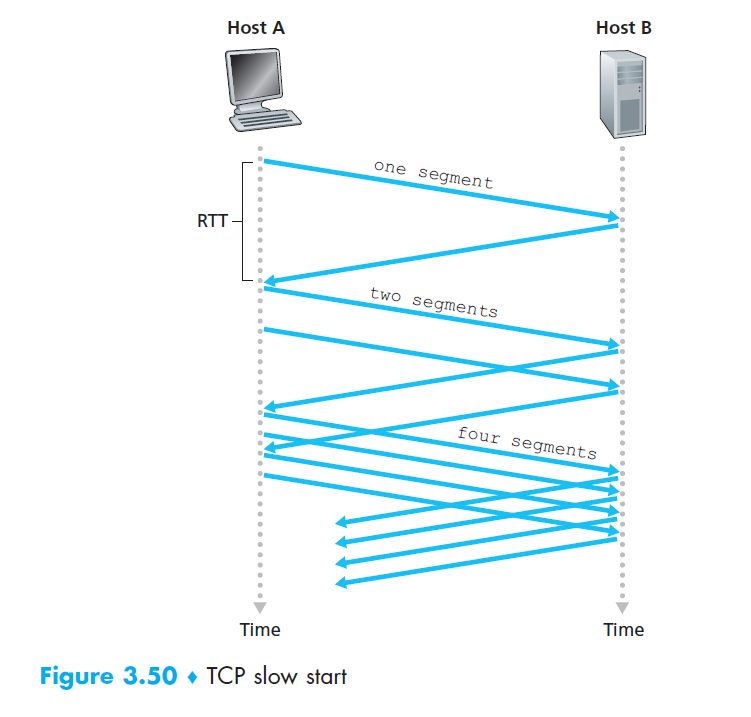 Host A
Host B
one segment
RTT
two segments
four segments
Time
Time
Figure 3.50 ♦ TCP slow start